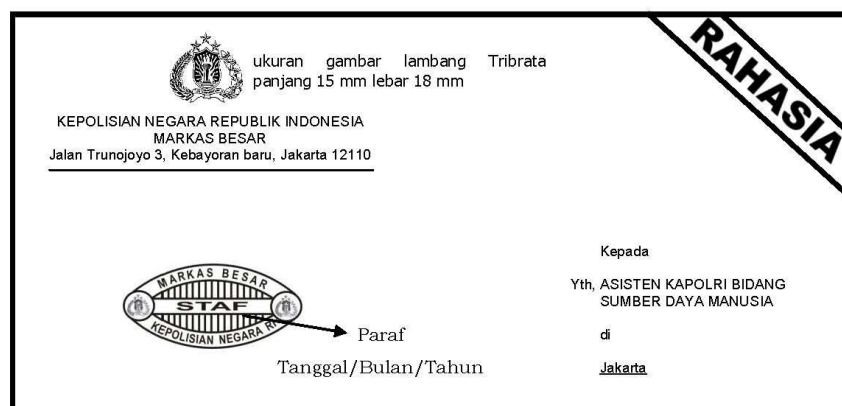 RAHASIA
ukuran gambar lambang Tribrata
panjang 15 mm lebar 18 mm
KEPOLISIAN NEGARA REPUBLIK INDONESIA
MARKAS BESAR
Jalan Trunojoyo 3, Kebayoran baru, Jakarta 12110
Kepada
Yth, ASISTEN KAPOLRI BIDANG
SUMBER DAYA MANUSIA
di
Jakarta
MARKAS BESAR
STAF
KEPOLISIAN NEGARA RI
Paraf
Tanggal/Bulan/Tahun